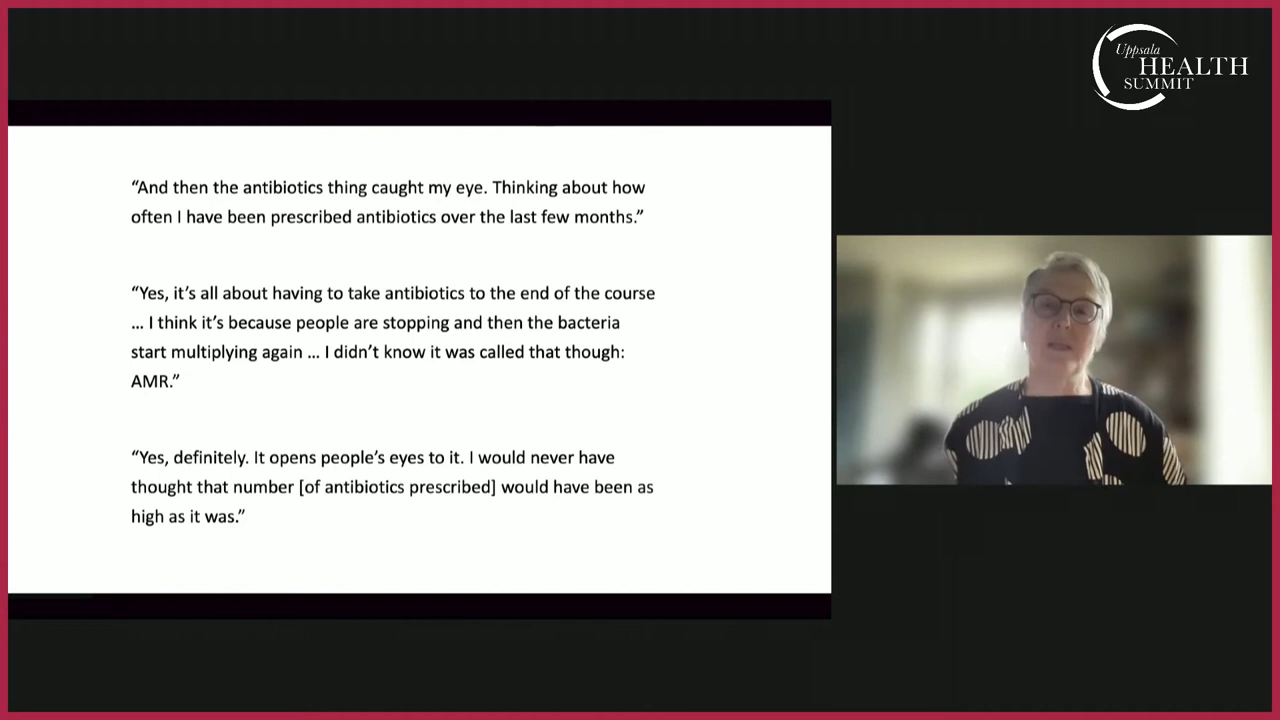 Uppsala
HEALTH
SUMMIT
“And then the antibiotics thing caught my eye. Thinking about how
often I have been prescribed antibiotics over the last few months.”
“Yes, it’s all about having to take antibiotics to the end of the course
... I think it’s because people are stopping and then the bacteria
start multiplying again ... I didn’t know it was called that though:
AMR.”
“Yes, definitely. It opens people’s eyes to it. I would never have
thought that number [of antibiotics prescribed] would have been as
high as it was.”